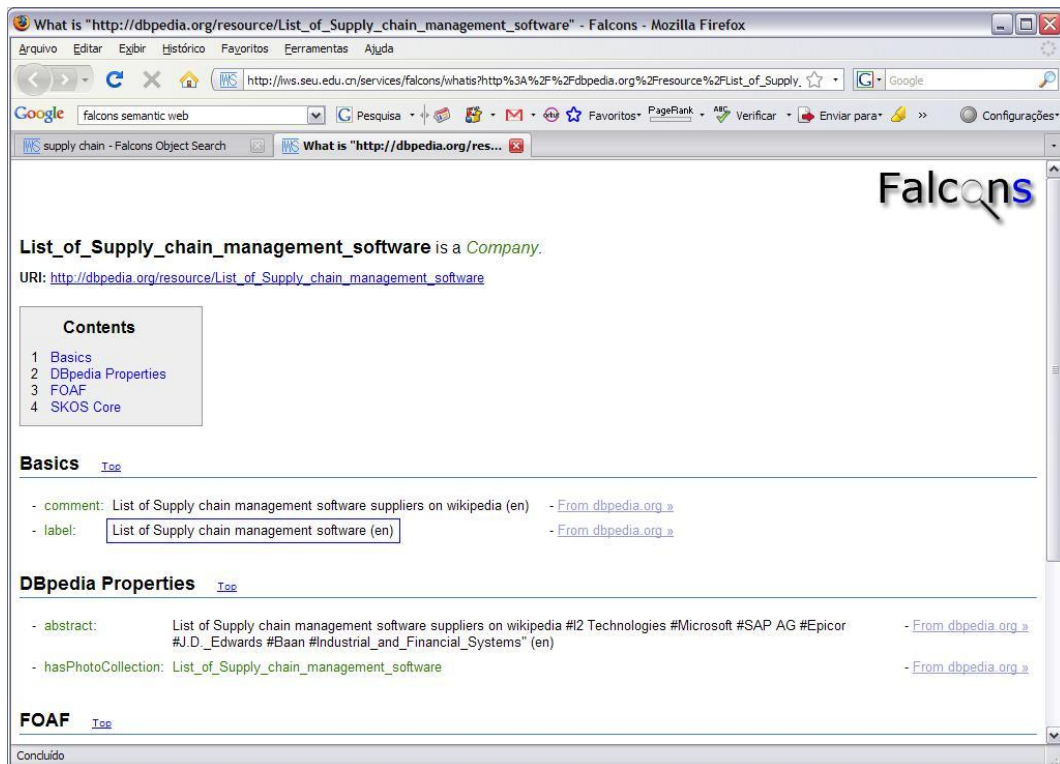 What is "http://dbpedia.org/resource/List_of_Supply_chain_management_software" - Falcons - Mozilla Firefox
Arquivo Editar Exibir Histórico Favoritos Ferramentas Ajuda
http://iws.seu.edu.cn/services/falcons/whatis?http%3A%2F%2Fdbpedia.org%2Fresource%2FList_of_Supply_ Google
Google falcons semantic web Pesquisa Favoritos PageRank Verificar Enviar para » Configurações
supply chain - Falcons Object Search What is "http://dbpedia.org/res...
Falcons
List_of_Supply_chain_management_software is a Company.
URI: http://dbpedia.org/resource/List_of_Supply_chain_management_software
Contents
1 Basics
2 DBpedia Properties
3 FOAF
4 SKOS Core
Basics Top
- comment: List of Supply chain management software suppliers on wikipedia (en) - From dbpedia.org »
- label: List of Supply chain management software (en) - From dbpedia.org »
DBpedia Properties Top
- abstract: List of Supply chain management software suppliers on wikipedia #I2 Technologies #Microsoft #SAP AG #Epicor - From dbpedia.org »
#J.D._Edwards #Baan #Industrial_and_Financial_Systems" (en)
- hasPhotoCollection: List_of_Supply_chain_management_software - From dbpedia.org »
FOAF Top
Concluído